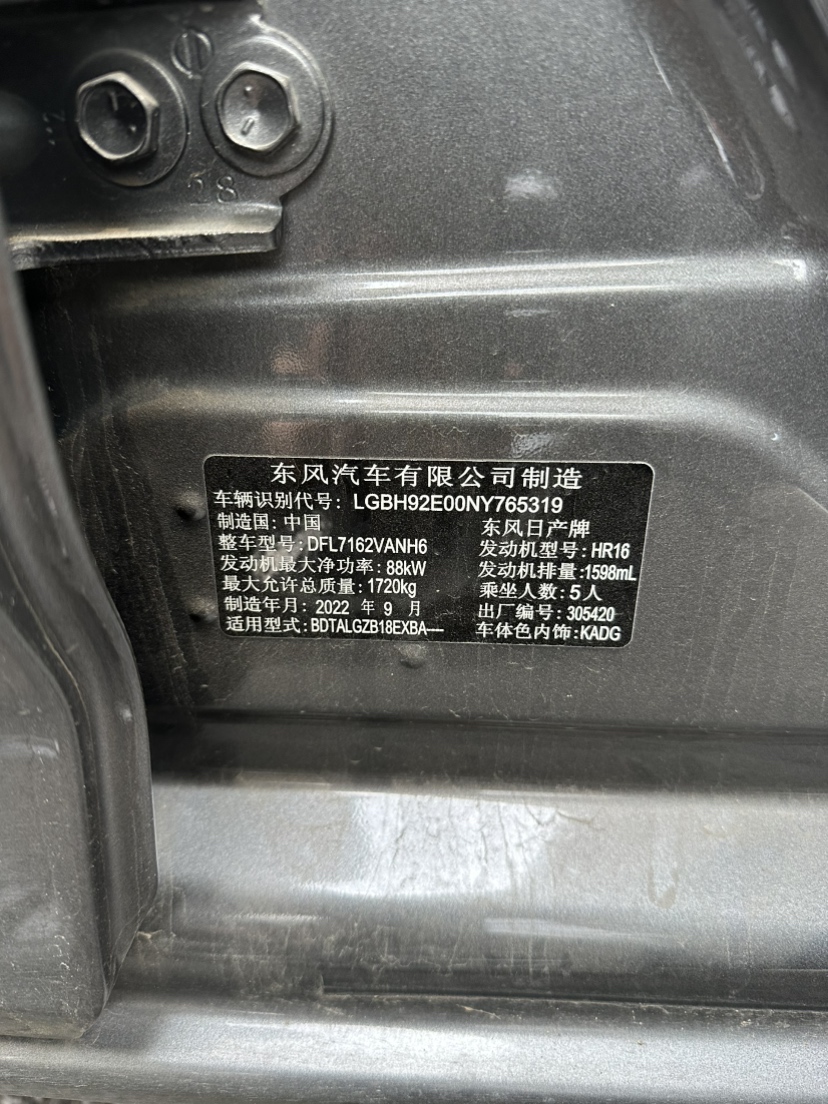 28
东风汽车有限公司制造
车辆识别代号: LGBH92E00NY765319
制造国: 中国 东风日产牌
整车型号: DFL7162VANH6 发动机型号: HR16
发动机最大净功率: 88kW 发动机排量: 1598mL
最大允许总质量: 1720kg 乘坐人数: 5人
制造年月: 2022 年 9 月 出厂编号: 305420
适用型式: BDTALGZB18EXBA---- 车体色内饰: KADG